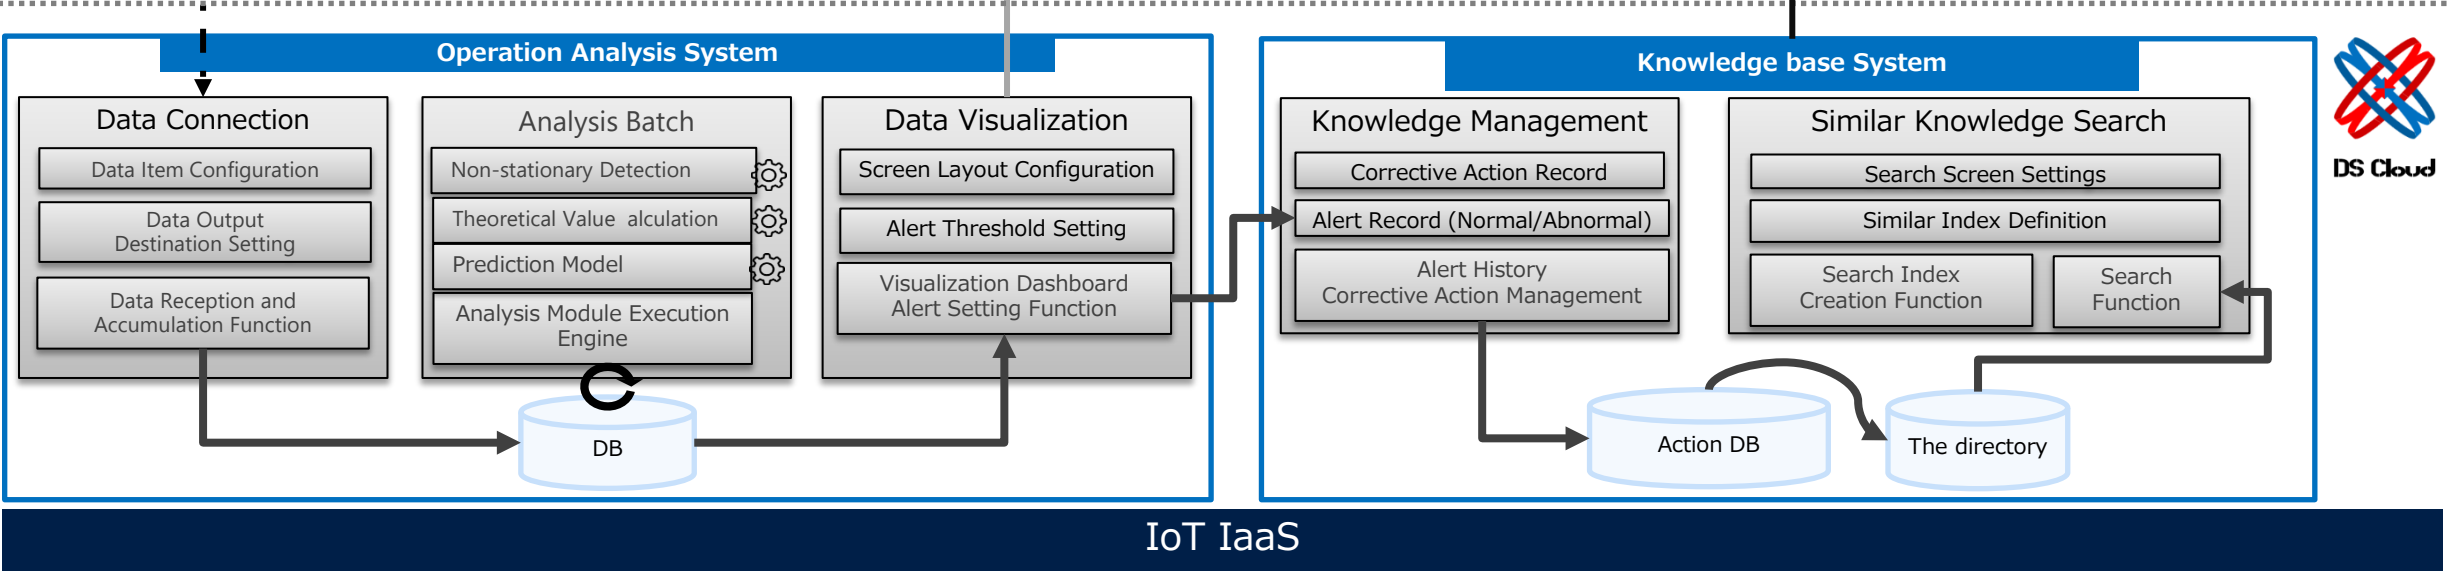 Operation Analysis System
Data Connection
Data Item Configuration
Data Output
Destination Setting
Data Reception and
Accumulation Function
Analysis Batch
Non-stationary Detection
Theoretical Value alculation
Prediction Model
Analysis Module Execution
Engine
Data Visualization
Screen Layout Configuration
Alert Threshold Setting
Visualization Dashboard
Alert Setting Function
DB
Knowledge base System
Knowledge Management
Corrective Action Record
Alert Record (Normal/Abnormal)
Alert History
Corrective Action Management
Similar Knowledge Search
Search Screen Settings
Similar Index Definition
Search Index
Creation Function
Search
Function
Action DB
The directory
DS Cloud
IoT IaaS